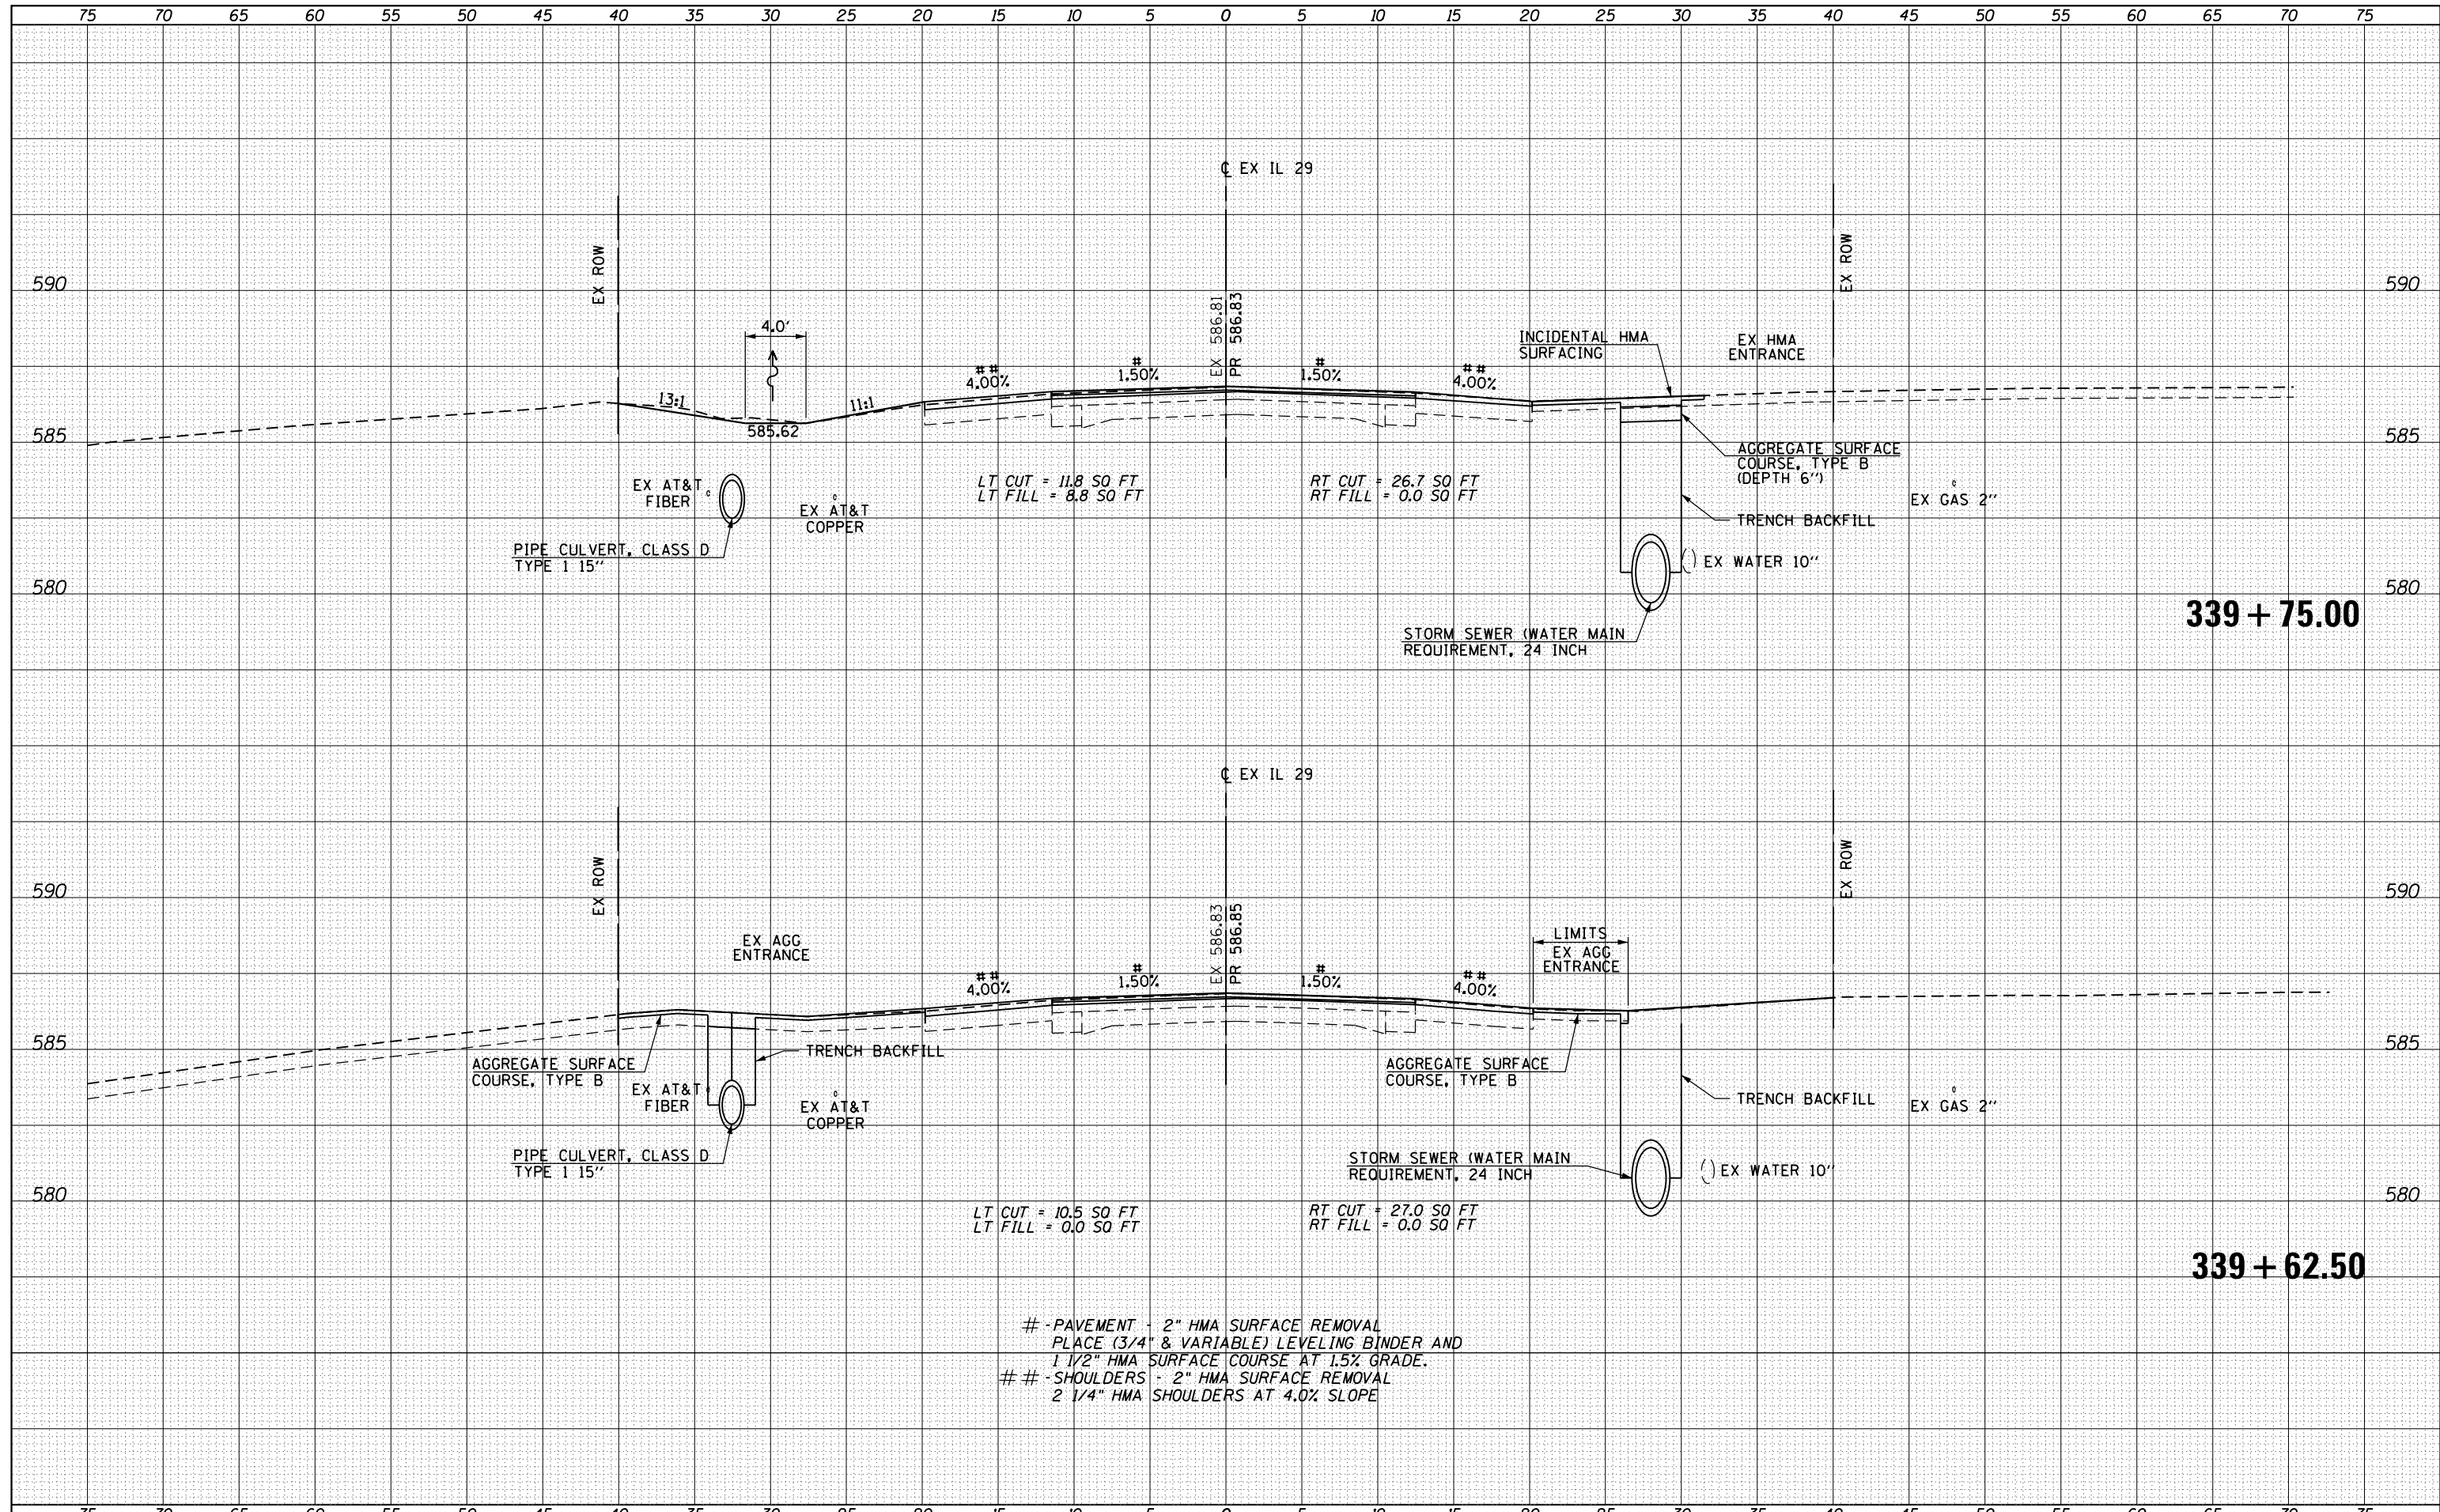 75 70 65 60 55 50 45 40 35 30 25 20 15 10 5 0 5 10 15 20 25 30 35 40 45 50 55 60 65 70 75
℄ EX IL 29
EX ROW
EX ROW
590
590
EX 586.81
PR 586.83
4.0'
INCIDENTAL HMA
SURFACING
EX HMA
ENTRANCE
##
4.00%
#
1.50%
#
1.50%
##
4.00%
13:1
11:1
585.62
585
585
AGGREGATE SURFACE
COURSE, TYPE B
(DEPTH 6")
EX AT&T
FIBER
EX AT&T
COPPER
LT CUT = 11.8 SQ FT
LT FILL = 8.8 SQ FT
RT CUT = 26.7 SQ FT
RT FILL = 0.0 SQ FT
EX GAS 2"
TRENCH BACKFILL
PIPE CULVERT, CLASS D
TYPE 1 15"
EX WATER 10"
580
580
339+75.00
STORM SEWER (WATER MAIN
REQUIREMENT, 24 INCH
℄ EX IL 29
EX ROW
EX ROW
590
590
EX 586.83
PR 586.85
LIMITS
EX AGG
ENTRANCE
EX AGG
ENTRANCE
##
4.00%
#
1.50%
#
1.50%
##
4.00%
585
585
TRENCH BACKFILL
AGGREGATE SURFACE
COURSE, TYPE B
AGGREGATE SURFACE
COURSE, TYPE B
EX AT&T
FIBER
EX AT&T
COPPER
TRENCH BACKFILL
EX GAS 2"
PIPE CULVERT, CLASS D
TYPE 1 15"
STORM SEWER (WATER MAIN
REQUIREMENT, 24 INCH
EX WATER 10"
580
580
LT CUT = 10.5 SQ FT
LT FILL = 0.0 SQ FT
RT CUT = 27.0 SQ FT
RT FILL = 0.0 SQ FT
339+62.50
# -PAVEMENT - 2" HMA SURFACE REMOVAL
PLACE (3/4" & VARIABLE) LEVELING BINDER AND
1 1/2" HMA SURFACE COURSE AT 1.5% GRADE.
## -SHOULDERS - 2" HMA SURFACE REMOVAL
2 1/4" HMA SHOULDERS AT 4.0% SLOPE